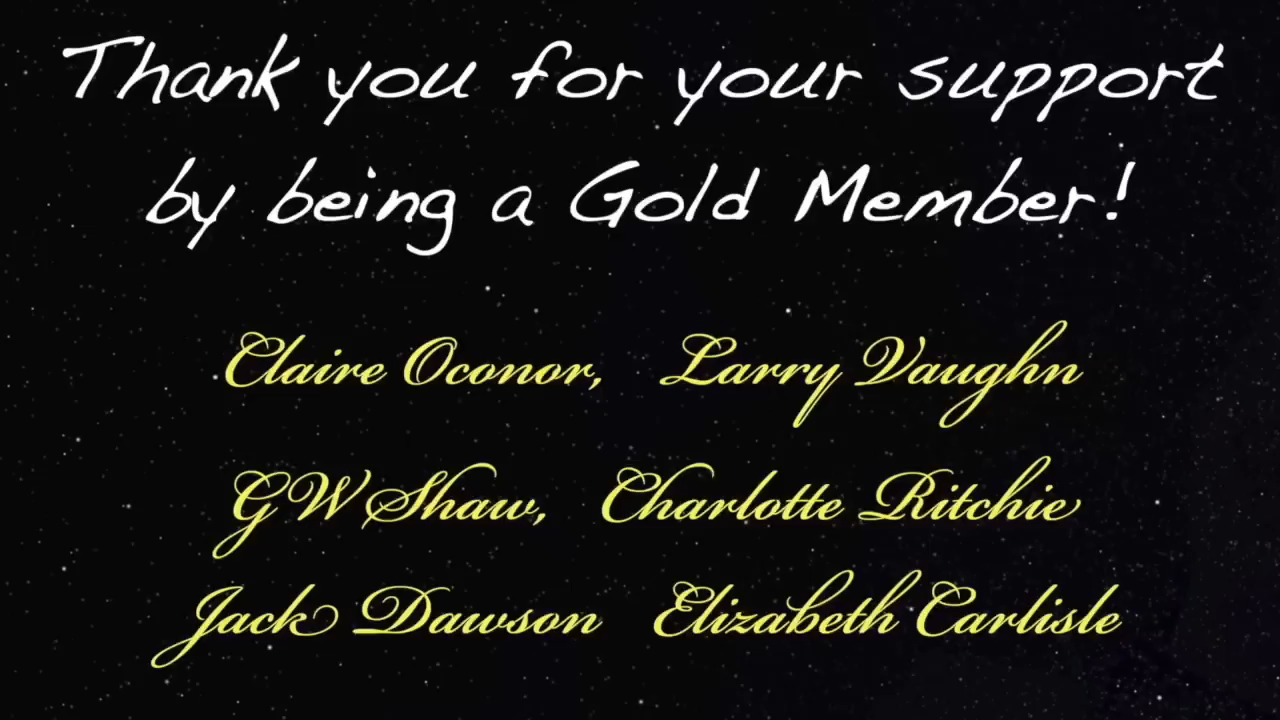 Thank you for your support
by being a Gold Member!
Claire Oconor, Larry Vaughn
GW Shaw, Charlotte Ritchie
Jack Dawson Elizabeth Carlisle